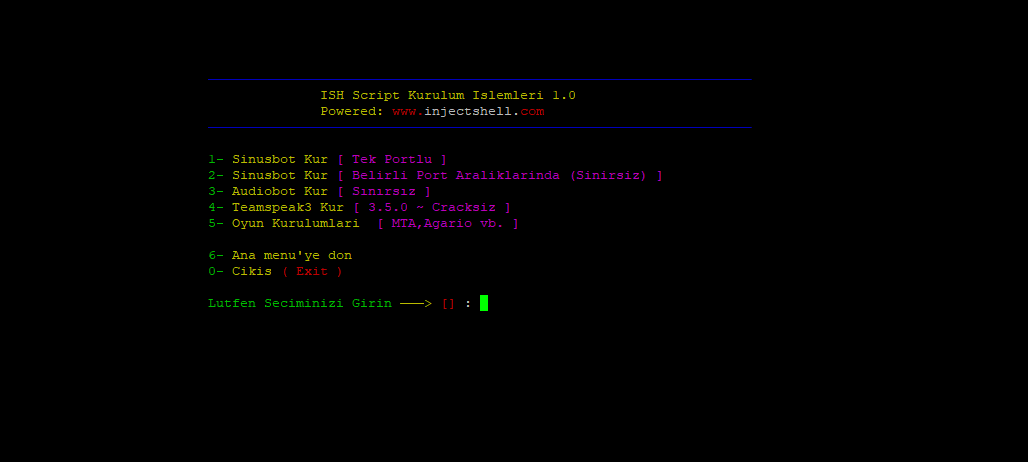 ISH Script Kurulum Islemleri 1.0
Powered: www.injectshell.com
1- Sinusbot Kur [ Tek Portlu ]
2- Sinusbot Kur [ Belirli Port Araliklarinda (Sinirsiz) ]
3- Audiobot Kur [ Sınırsız ]
4- Teamspeak3 Kur [ 3.5.0 ~ Cracksiz ]
5- Oyun Kurulumlari [ MTA,Agario vb. ]
6- Ana menu'ye don
0- Cikis ( Exit )
Lutfen Seciminizi Girin ───> [] :